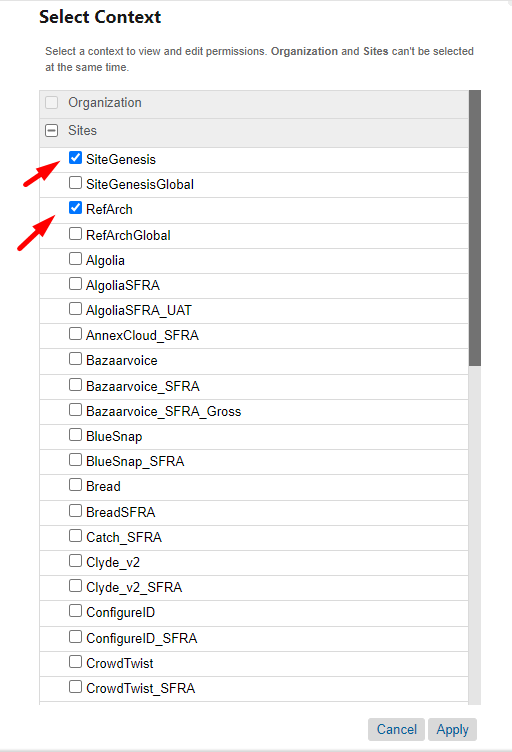 Select Context
Select a context to view and edit permissions. Organization and Sites can't be selected
at the same time.
Organization
Sites
SiteGenesis
SiteGenesisGlobal
RefArch
RefArchGlobal
Algolia
AlgoliaSFRA
AlgoliaSFRA_UAT
AnnexCloud_SFRA
Bazaarvoice
Bazaarvoice_SFRA
Bazaarvoice_SFRA_Gross
BlueSnap
BlueSnap_SFRA
Bread
BreadSFRA
Catch_SFRA
Clyde_v2
Clyde_v2_SFRA
ConfigureID
ConfigureID_SFRA
CrowdTwist
CrowdTwist_SFRA
Cancel Apply